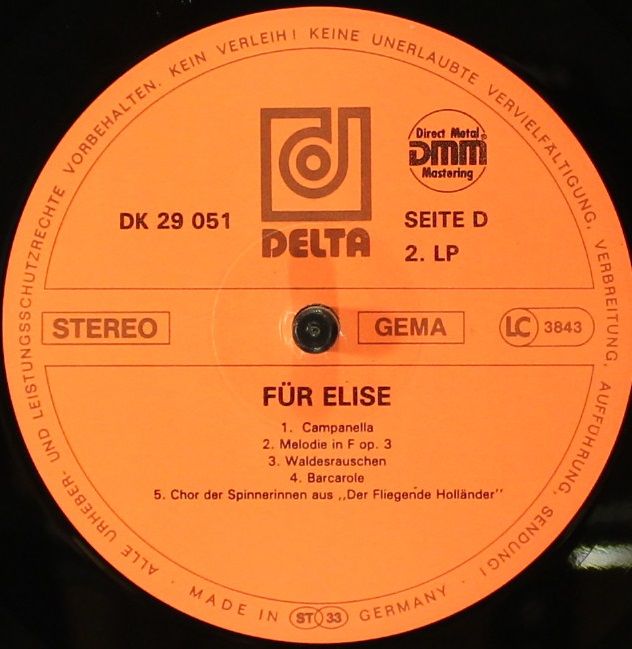 ALLE URHEBER- UND LEISTUNGSSCHUTZRECHTE VORBEHALTEN. KEIN VERLEIH! KEINE UNERLAUBTE VERVIELFÄLTIGUNG, VERBREITUNG, AUFFÜHRUNG, SENDUNG!
DELTA
Direct Metal
DMM
Mastering
DK 29 051
SEITE D
2. LP
STEREO
GEMA
LC 3843
FÜR ELISE
1. Campanella
2. Melodie in F op. 3
3. Waldesrauschen
4. Barcarole
5. Chor der Spinnerinnen aus „Der Fliegende Holländer”
· MADE IN ST 33 GERMANY ·